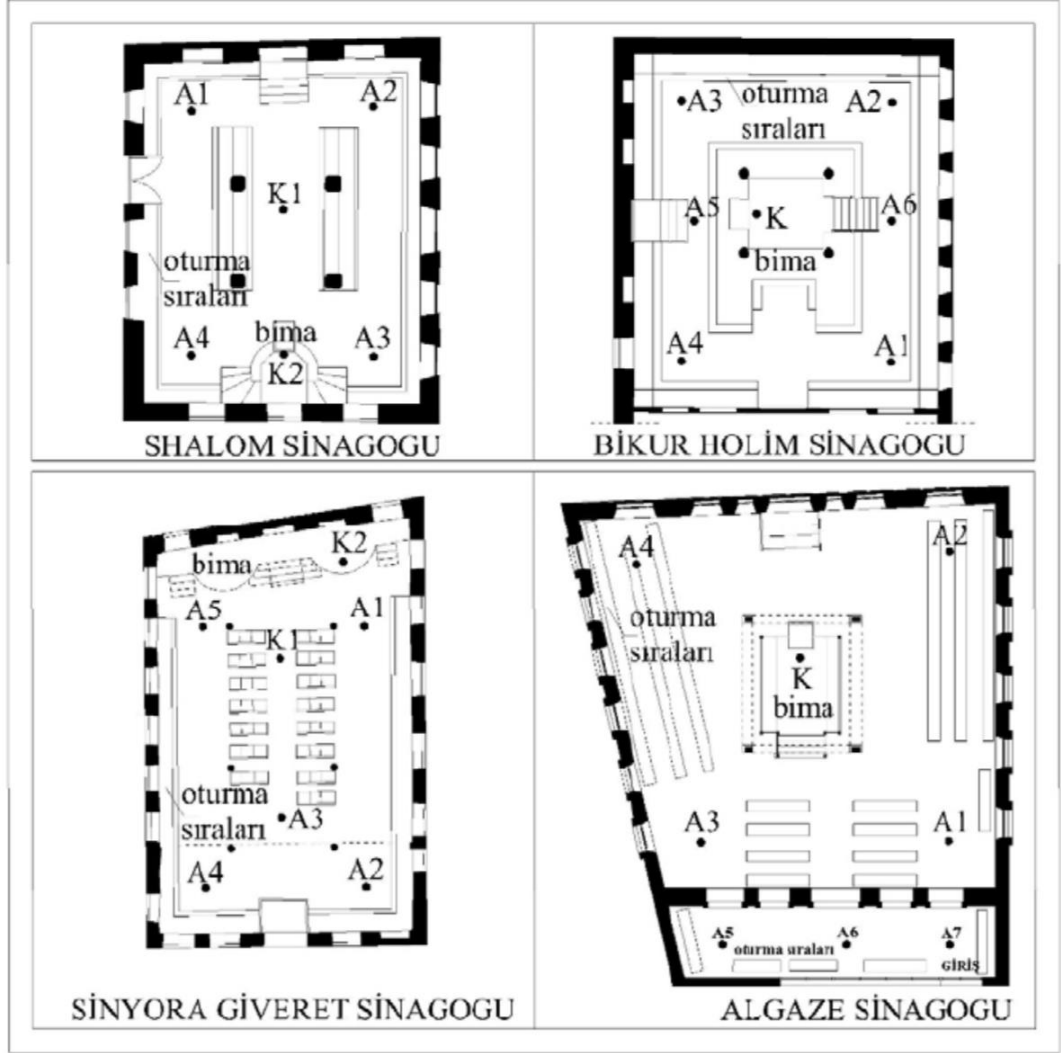 A1
A2
K1
oturma
sıraları
A4
bima
A3
K2
SHALOM SİNAGOGU
A3
oturma
sıraları
A2
A5
K
A6
bima
A4
A1
BİKUR HOLİM SİNAGOGU
K2
bima
A5
A1
K1
oturma
sıraları
A3
A4
A2
SİNYORA GİVERET SİNAGOGU
A4
A2
oturma
sıraları
K
bima
A3
A1
A5
A6
A7
oturma sıraları
GİRİŞ
ALGAZE SİNAGOGU